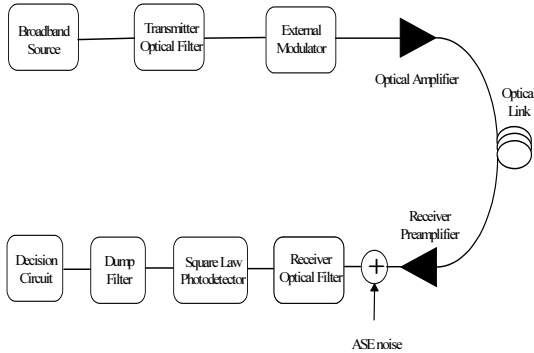 Broadband
Source
Transmitter
Optical Filter
External
Modulator
Optical Amplifier
Optical
Link
Receiver
Preamplifier
Decision
Circuit
Dump
Filter
Square Law
Photodetector
Receiver
Optical Filter
+
ASE noise